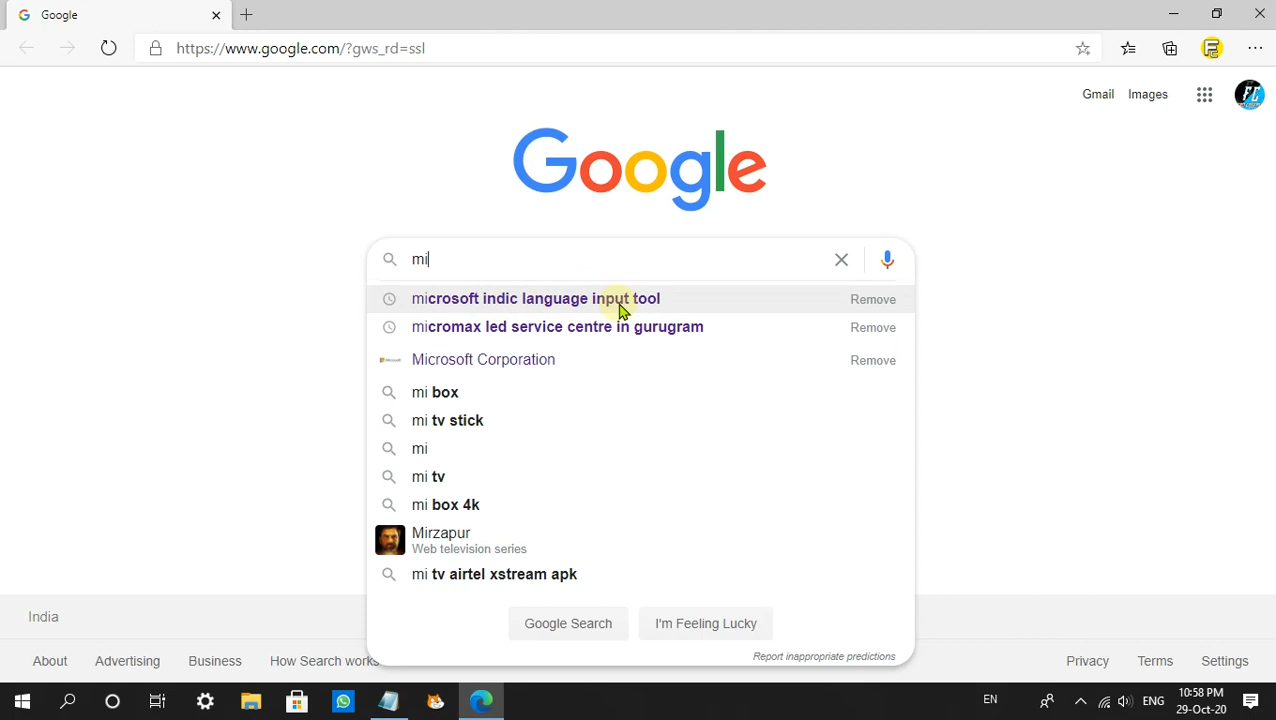 Google
https://www.google.com/?gws_rd=ssl
Gmail Images
Google
mi
microsoft indic language input tool Remove
micromax led service centre in gurugram Remove
Microsoft Corporation Remove
mi box
mi tv stick
mi
mi tv
mi box 4k
Mirzapur
Web television series
mi tv airtel xstream apk
Google Search I'm Feeling Lucky
Report inappropriate predictions
India
About Advertising Business How Search works Privacy Terms Settings
EN ENG 10:58 PM
29-Oct-20